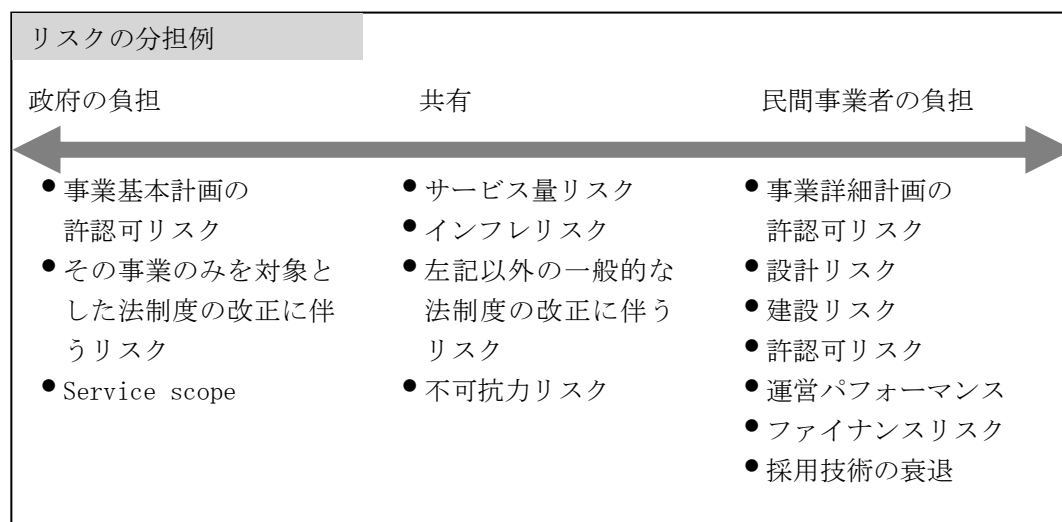 リスクの分担例
政府の負担
共有
民間事業者の負担
●事業基本計画の
許認可リスク
●その事業のみを対象と
した法制度の改正に伴
うリスク
●Service scope
●サービス量リスク
●インフレリスク
●左記以外の一般的な
法制度の改正に伴う
リスク
●不可抗力リスク
●事業詳細計画の
許認可リスク
●設計リスク
●建設リスク
●許認可リスク
●運営パフォーマンス
●ファイナンスリスク
●採用技術の衰退